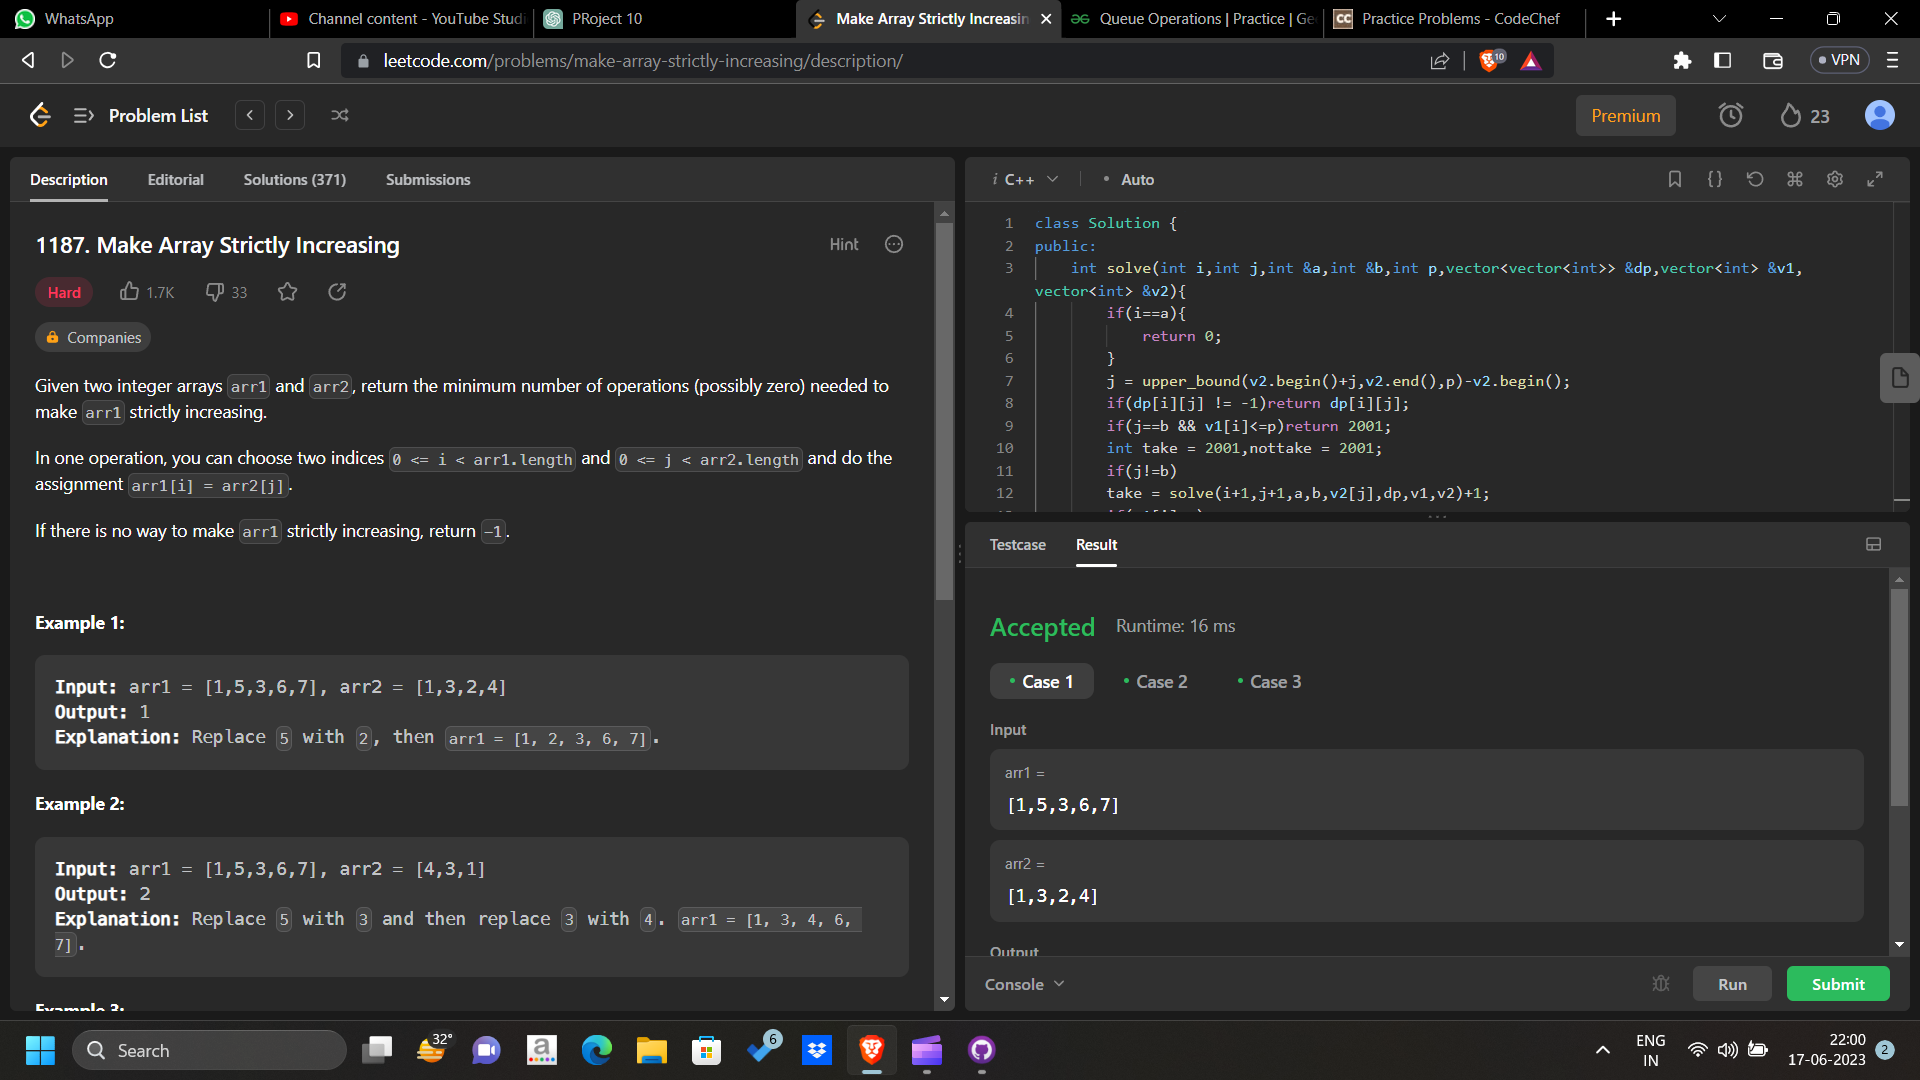 WhatsApp
Channel content - YouTube Studi
PRoject 10
Make Array Strictly Increasin
Queue Operations | Practice | Ge
Practice Problems - CodeChef
leetcode.com/problems/make-array-strictly-increasing/description/
10
VPN
Problem List
Premium
23
Description Editorial Solutions (371) Submissions
1187. Make Array Strictly Increasing
Hint
Hard 1.7K 33
Companies
Given two integer arrays arr1 and arr2, return the minimum number of operations (possibly zero) needed to
make arr1 strictly increasing.
In one operation, you can choose two indices 0 <= i < arr1.length and 0 <= j < arr2.length and do the
assignment arr1[i] = arr2[j].
If there is no way to make arr1 strictly increasing, return -1.
Example 1:
Input: arr1 = [1,5,3,6,7], arr2 = [1,3,2,4]
Output: 1
Explanation: Replace 5 with 2, then arr1 = [1, 2, 3, 6, 7].
Example 2:
Input: arr1 = [1,5,3,6,7], arr2 = [4,3,1]
Output: 2
Explanation: Replace 5 with 3 and then replace 3 with 4. arr1 = [1, 3, 4, 6,
7].
Example 3:
i C++ • Auto
1 class Solution {
2 public:
3 int solve(int i,int j,int &a,int &b,int p,vector<vector<int>> &dp,vector<int> &v1,
vector<int> &v2){
4 if(i==a){
5 return 0;
6 }
7 j = upper_bound(v2.begin()+j,v2.end(),p)-v2.begin();
8 if(dp[i][j] != -1)return dp[i][j];
9 if(j==b && v1[i]<=p)return 2001;
10 int take = 2001,nottake = 2001;
11 if(j!=b)
12 take = solve(i+1,j+1,a,b,v2[j],dp,v1,v2)+1;
Testcase Result
Accepted Runtime: 16 ms
• Case 1 • Case 2 • Case 3
Input
arr1 =
[1,5,3,6,7]
arr2 =
[1,3,2,4]
Output
Console Run Submit
Search
32°
a
6
ENG
IN
22:00
17-06-2023
2